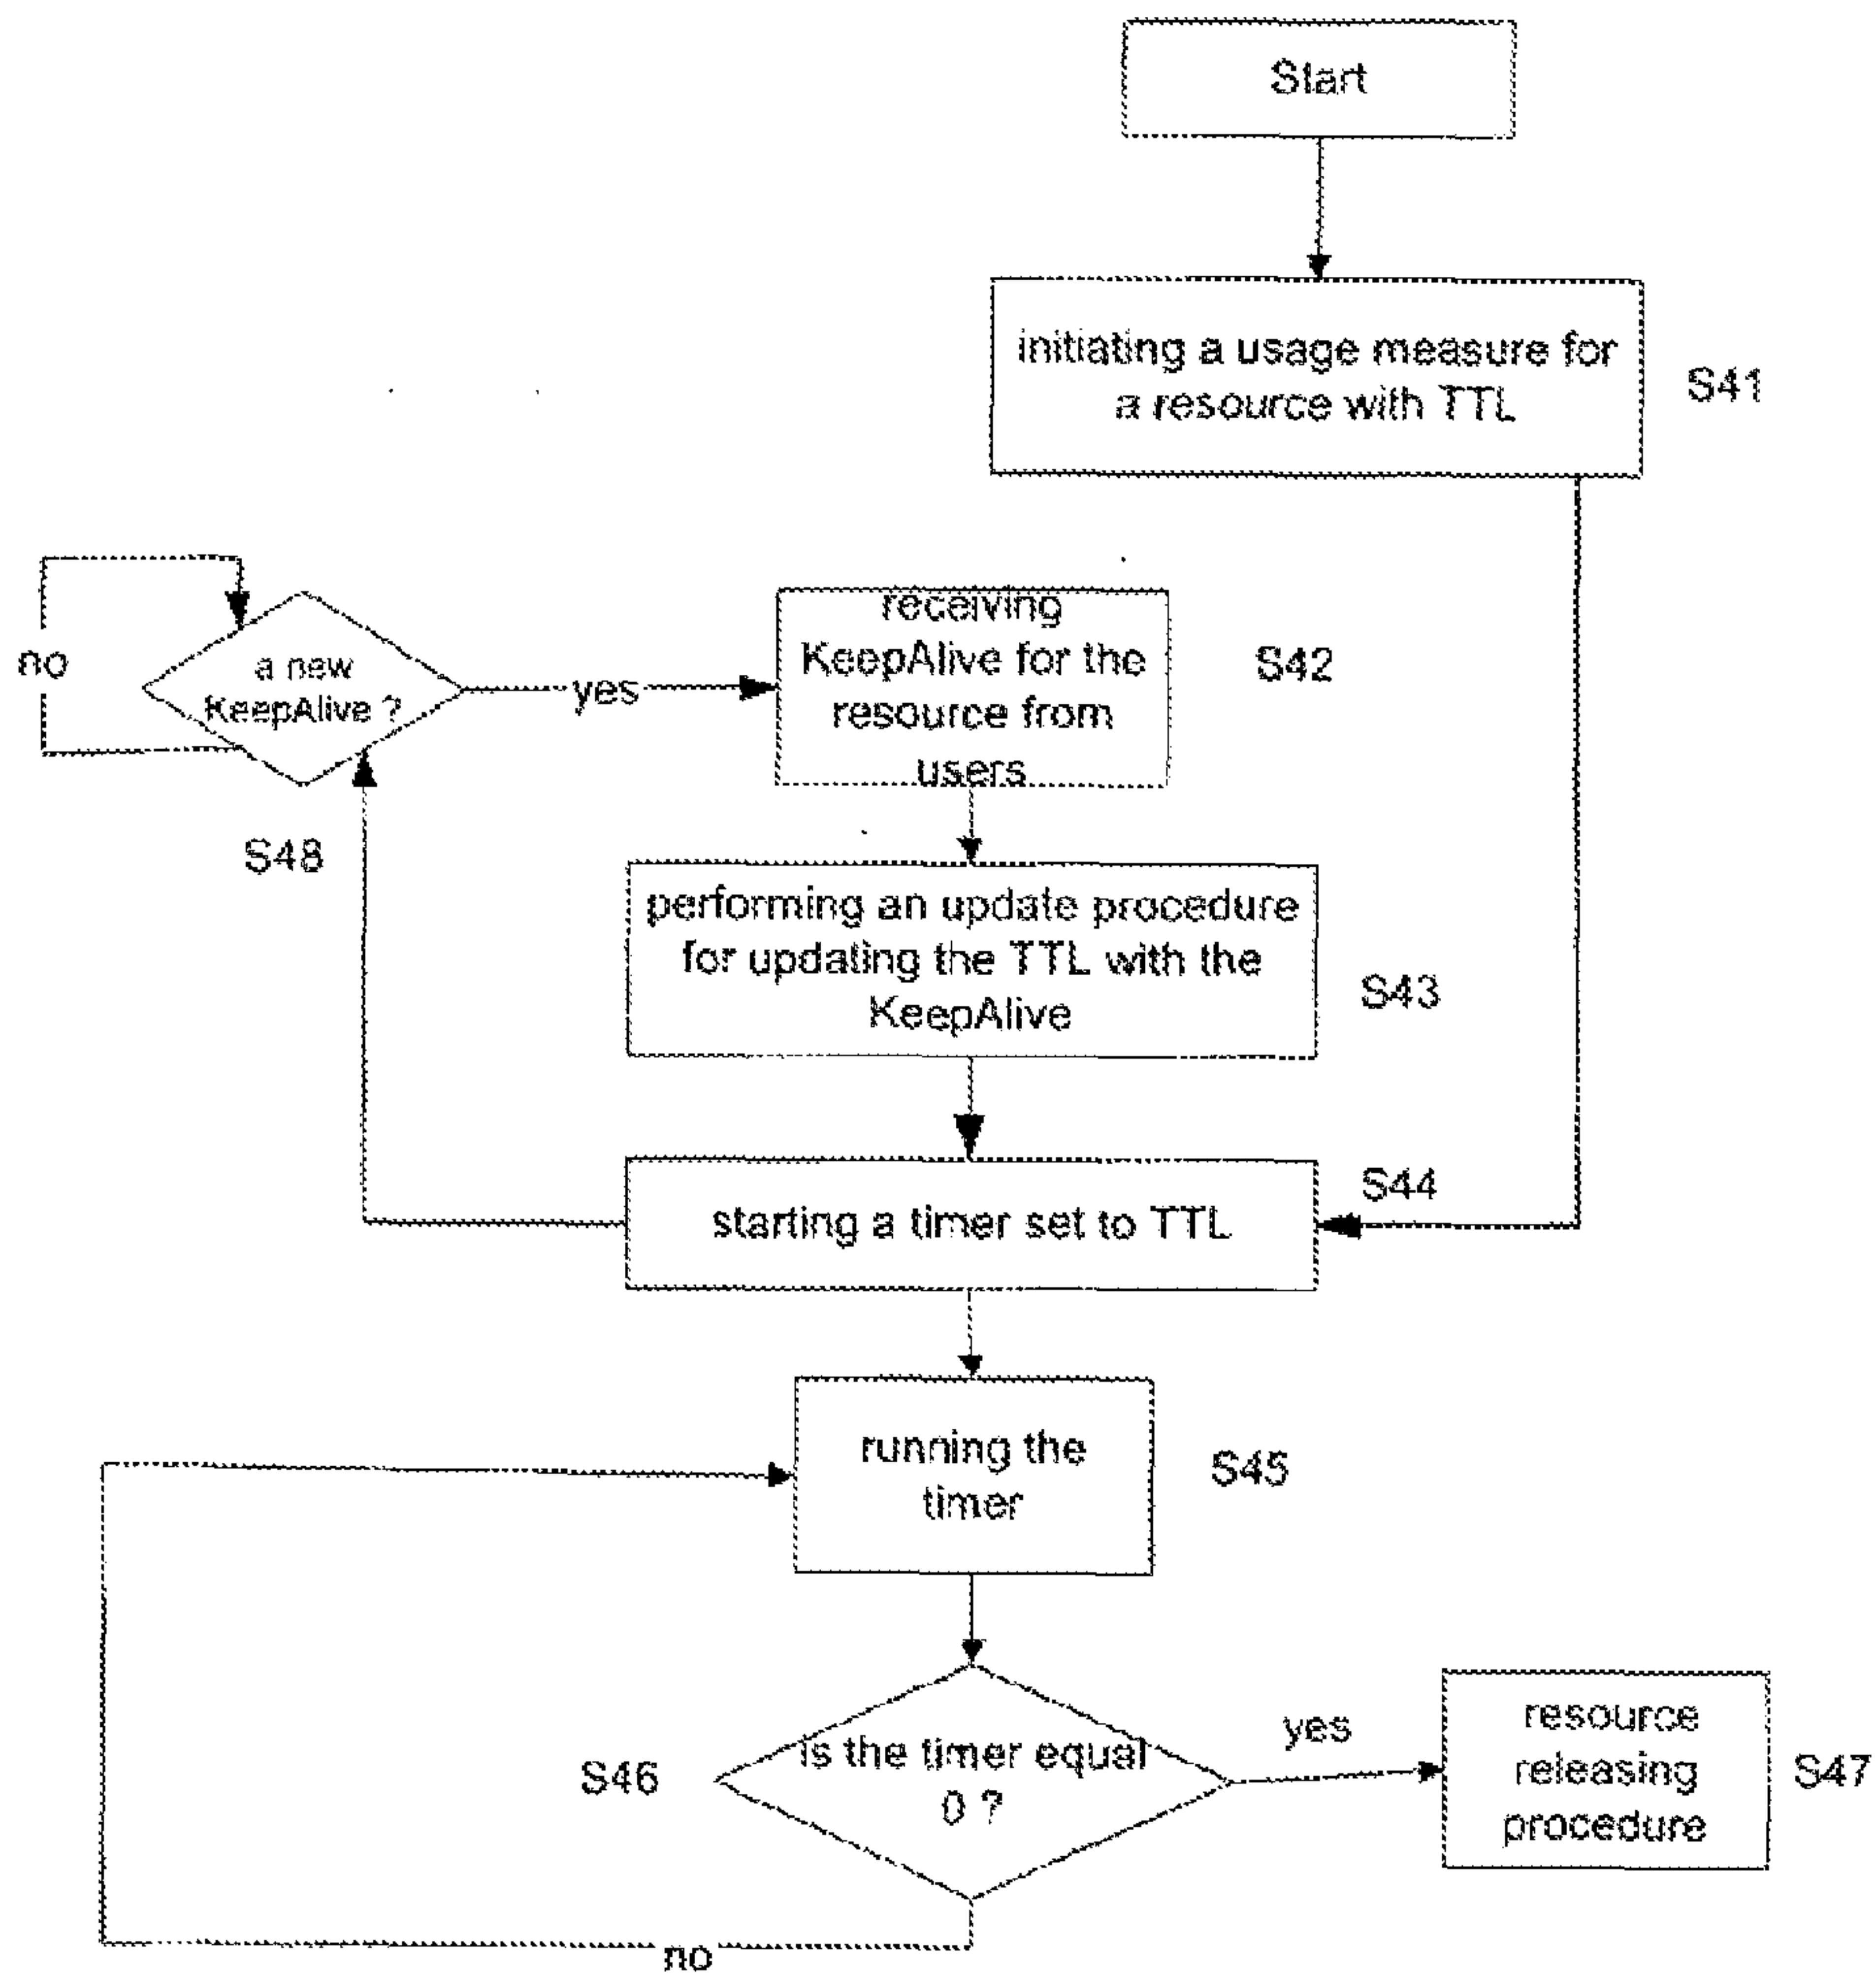 Start
initiating a usage measure for
a resource with TTL
S41
no
a new
KeepAlive ?
yes
receiving
KeepAlive for the
resource from
users
S42
S48
performing an update procedure
for updating the TTL with the
KeepAlive
S43
starting a timer set to TTL
S44
running the
timer
S45
S46
is the timer equal
0 ?
yes
resource
releasing
procedure
S47
no